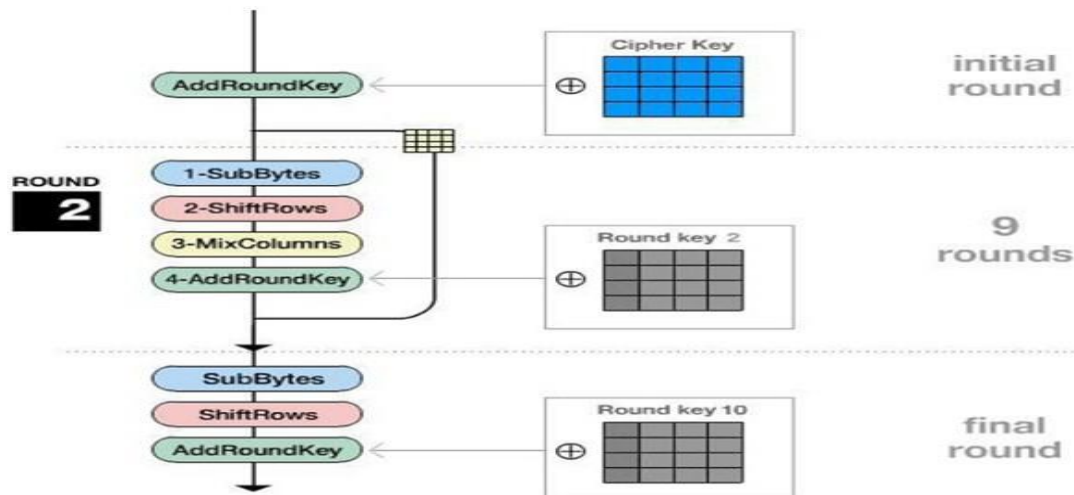 Cipher Key
AddRoundKey
initial
round
ROUND
2
1-SubBytes
2-ShiftRows
3-MixColumns
4-AddRoundKey
Round key 2
9
rounds
SubBytes
ShiftRows
AddRoundKey
Round key 10
final
round